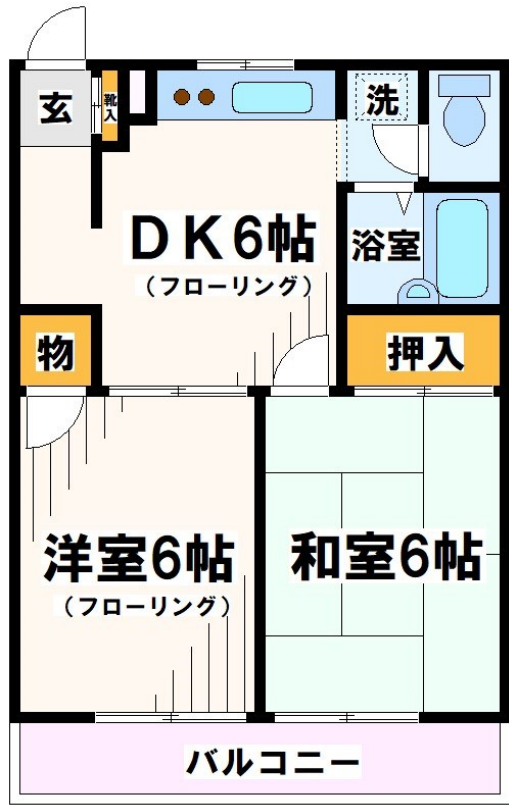 玄
靴入
洗
DK6帖
(フローリング)
浴室
物
押入
洋室6帖
(フローリング)
和室6帖
バルコニー